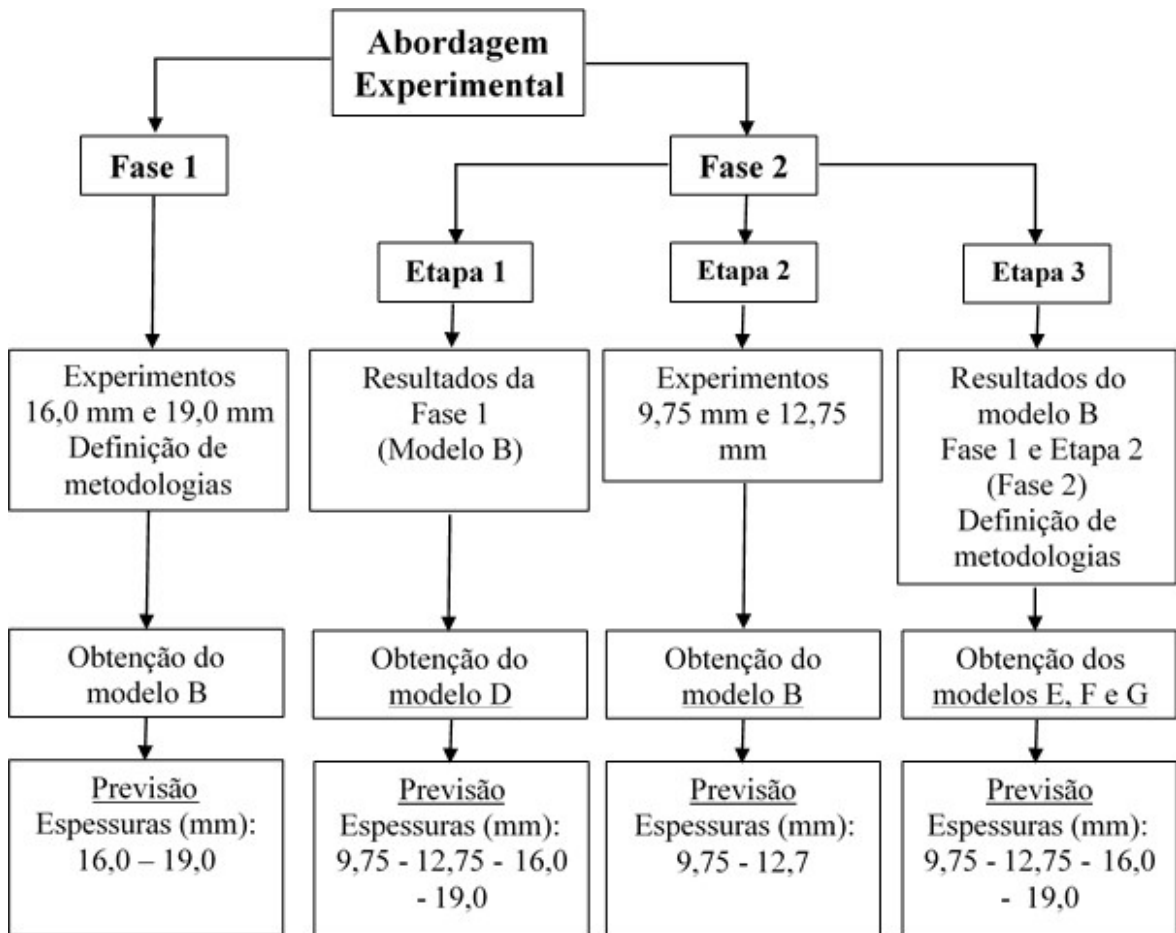 Abordagem
Experimental
Fase 1
Fase 2
Etapa 1
Etapa 2
Etapa 3
Experimentos
16,0 mm e 19,0 mm
Definição de
metodologias
Resultados da
Fase 1
(Modelo B)
Experimentos
9,75 mm e 12,75
mm
Resultados do
modelo B
Fase 1 e Etapa 2
(Fase 2)
Definição de
metodologias
Obtenção do
modelo B
Obtenção do
modelo D
Obtenção do
modelo B
Obtenção dos
modelos E, F e G
Previsão
Espessuras (mm):
16,0 – 19,0
Previsão
Espessuras (mm):
9,75 - 12,75 - 16,0
- 19,0
Previsão
Espessuras (mm):
9,75 - 12,7
Previsão
Espessuras (mm):
9,75 - 12,75 - 16,0
- 19,0